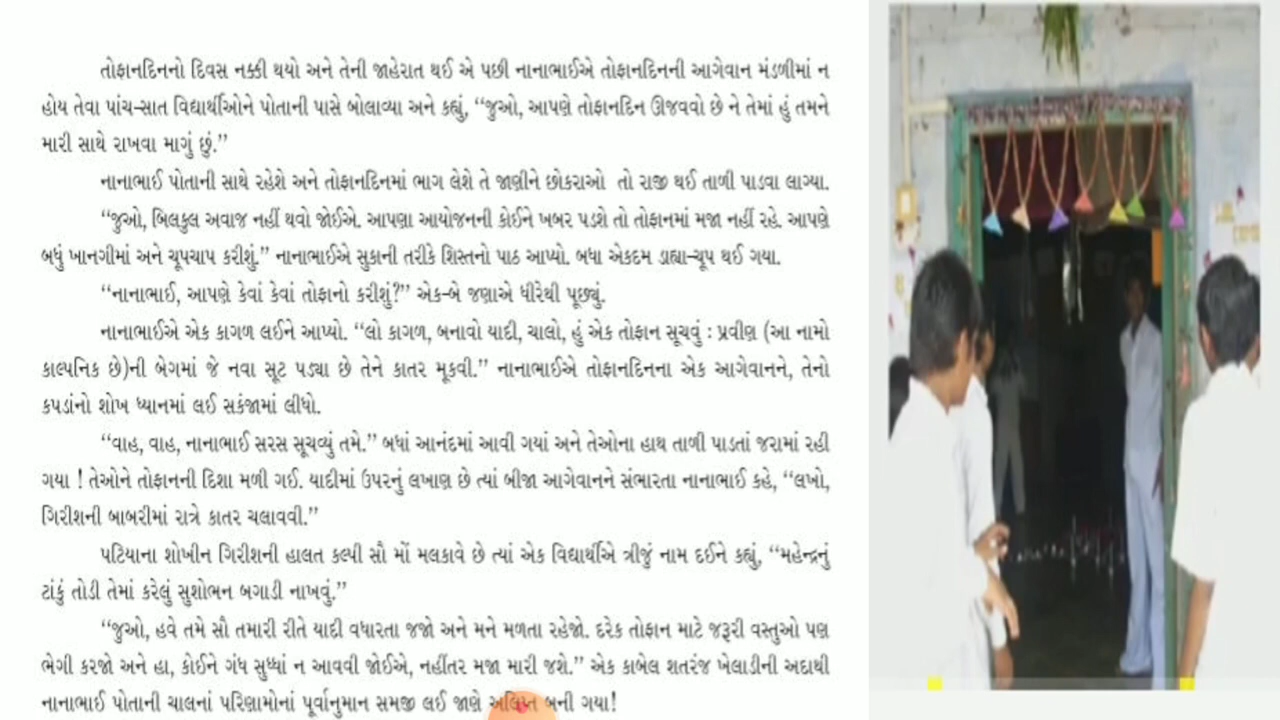 તોફાનદિનનો દિવસ નક્કી થયો અને તેની જાહેરાત થઈ એ પછી નાનાભાઈએ તોફાનદિનની આગેવાન મંડળીમાં ન
હોય તેવા પાંચ-સાત વિદ્યાર્થીઓને પોતાની પાસે બોલાવ્યા અને કહ્યું, “જુઓ, આપણે તોફાનદિન ઊજવવો છે ને તેમાં હું તમને
મારી સાથે રાખવા માગું છું.”
નાનાભાઈ પોતાની સાથે રહેશે અને તોફાનદિનમાં ભાગ લેશે તે જાણીને છોકરાઓ તો રાજી થઈ તાળી પાડવા લાગ્યા.
“જુઓ, બિલકુલ અવાજ નહીં થવો જોઈએ. આપણા આયોજનની કોઈને ખબર પડશે તો તોફાનમાં મજા નહીં રહે. આપણે
બધું ખાનગીમાં અને ચૂપચાપ કરીશું.” નાનાભાઈએ સુકાની તરીકે શિસ્તનો પાઠ આપ્યો. બધા એકદમ ડાહ્યા-ચૂપ થઈ ગયા.
“નાનાભાઈ, આપણે કેવાં કેવાં તોફાનો કરીશું?” એક-બે જણાએ ધીરેથી પૂછ્યું.
નાનાભાઈએ એક કાગળ લઈને આપ્યો. “લો કાગળ, બનાવો યાદી, ચાલો, હું એક તોફાન સૂચવું : પ્રવીણ (આ નામો
કાલ્પનિક છે)ની બેગમાં જે નવા સૂટ પડ્યા છે તેને કાતર મૂકવી.” નાનાભાઈએ તોફાનદિનના એક આગેવાનને, તેનો
કપડાંનો શોખ ધ્યાનમાં લઈ સકંજામાં લીધો.
“વાહ, વાહ, નાનાભાઈ સરસ સૂચવ્યું તમે.” બધાં આનંદમાં આવી ગયાં અને તેઓના હાથ તાળી પાડતાં જરામાં રહી
ગયા ! તેઓને તોફાનની દિશા મળી ગઈ. યાદીમાં ઉપરનું લખાણ છે ત્યાં બીજા આગેવાનને સંભારતા નાનાભાઈ કહે, “લખો,
ગિરીશની બાબરીમાં રાત્રે કાતર ચલાવવી.”
પટિયાના શોખીન ગિરીશની હાલત કલ્પી સૌ મોં મલકાવે છે ત્યાં એક વિદ્યાર્થીએ ત્રીજું નામ દઈને કહ્યું, “મહેન્દ્રનું
ટાંકું તોડી તેમાં કરેલું સુશોભન બગાડી નાખવું.”
“જુઓ, હવે તમે સૌ તમારી રીતે યાદી વધારતા જજો અને મને મળતા રહેજો. દરેક તોફાન માટે જરૂરી વસ્તુઓ પણ
ભેગી કરજો અને હા, કોઈને ગંધ સુધ્ધાં ન આવવી જોઈએ, નહીંતર મજા મારી જશે.” એક કાબેલ શતરંજ ખેલાડીની અદાથી
નાનાભાઈ પોતાની ચાલનાં પરિણામોનાં પૂર્વાનુમાન સમજી લઈ જાણે અલિપ્ત બની ગયા!